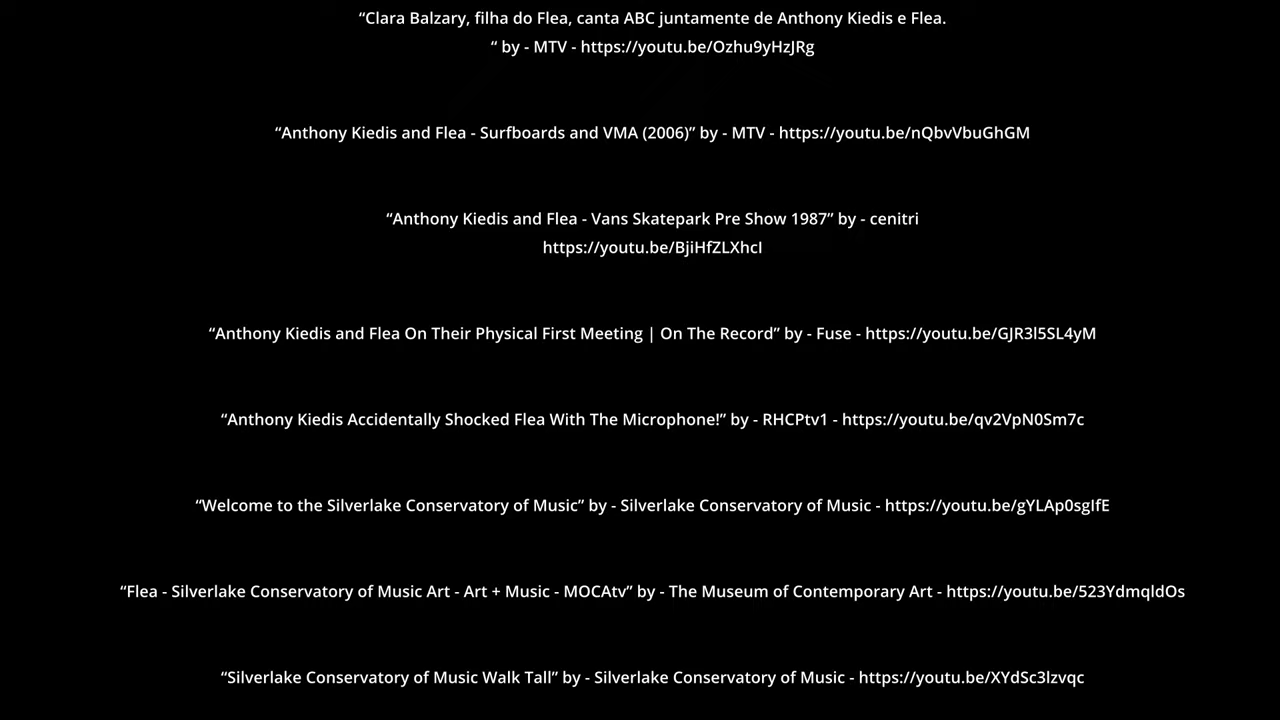 “Clara Balzary, filha do Flea, canta ABC juntamente de Anthony Kiedis e Flea.
“ by - MTV - https://youtu.be/Ozhu9yHzJRg
“Anthony Kiedis and Flea - Surfboards and VMA (2006)” by - MTV - https://youtu.be/nQbvVbuGhGM
“Anthony Kiedis and Flea - Vans Skatepark Pre Show 1987” by - cenitri
https://youtu.be/BjiHfZLXhcI
“Anthony Kiedis and Flea On Their Physical First Meeting | On The Record” by - Fuse - https://youtu.be/GJR3l5SL4yM
“Anthony Kiedis Accidentally Shocked Flea With The Microphone!” by - RHCPtv1 - https://youtu.be/qv2VpN0Sm7c
“Welcome to the Silverlake Conservatory of Music” by - Silverlake Conservatory of Music - https://youtu.be/gYLAp0sgIfE
“Flea - Silverlake Conservatory of Music Art - Art + Music - MOCAtv” by - The Museum of Contemporary Art - https://youtu.be/523YdmqldOs
“Silverlake Conservatory of Music Walk Tall” by - Silverlake Conservatory of Music - https://youtu.be/XYdSc3lzvqc